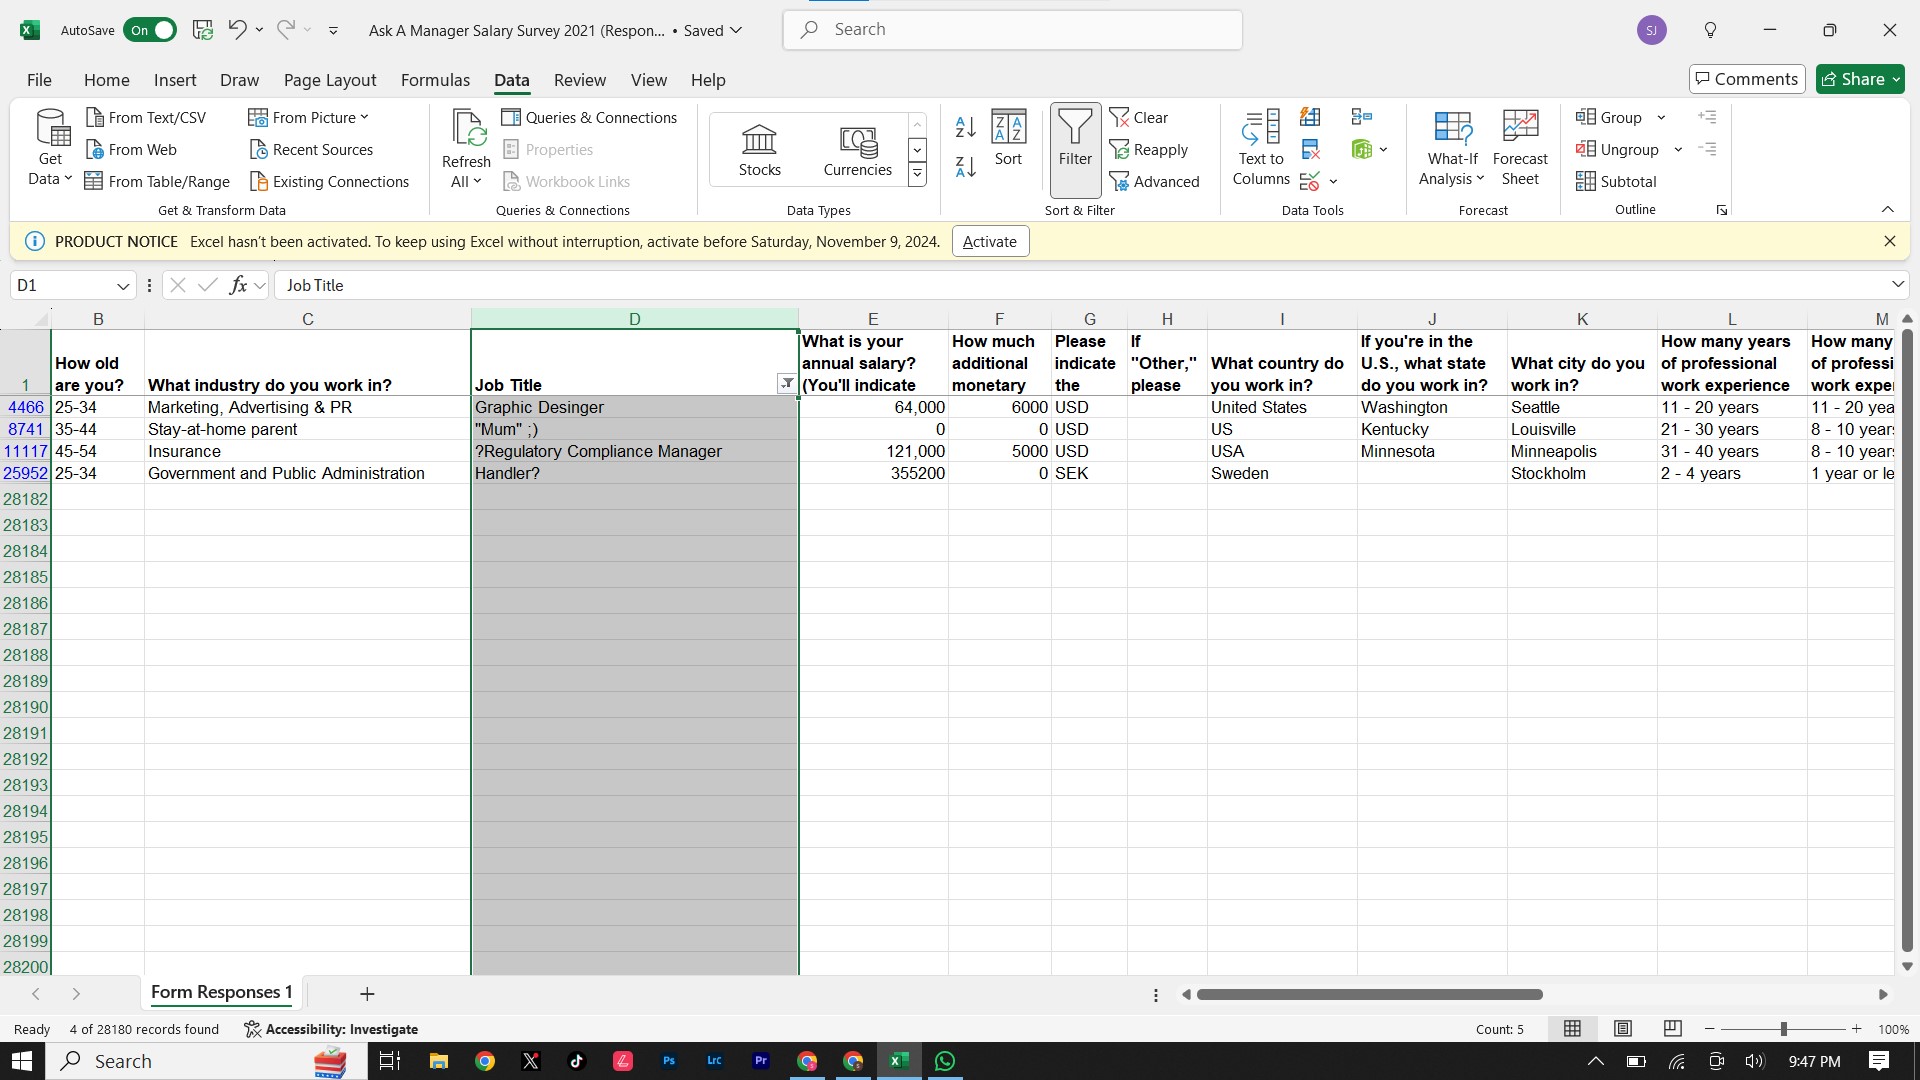 AutoSave On Ask A Manager Salary Survey 2021 (Respon... • Saved Search SJ
File Home Insert Draw Page Layout Formulas Data Review View Help Comments Share
Get Data From Text/CSV From Web From Table/Range From Picture Recent Sources Existing Connections
Get & Transform Data
Refresh All Queries & Connections Properties Workbook Links
Queries & Connections
Stocks Currencies
Data Types
Sort Filter Clear Reapply Advanced
Sort & Filter
Text to Columns
Data Tools
What-If Analysis Forecast Sheet
Forecast
Group Ungroup Subtotal
Outline
PRODUCT NOTICE Excel hasn't been activated. To keep using Excel without interruption, activate before Saturday, November 9, 2024. Activate
D1 fx Job Title
B C D E F G H I J K L M
1 How old are you? What industry do you work in? Job Title What is your annual salary? (You'll indicate How much additional monetary Please indicate the If "Other," please What country do you work in? If you're in the U.S., what state do you work in? What city do you work in? How many years of professional work experience How many of professi work expe
4466 25-34 Marketing, Advertising & PR Graphic Desinger 64,000 6000 USD United States Washington Seattle 11 - 20 years 11 - 20 yea
8741 35-44 Stay-at-home parent "Mum" ;) 0 0 USD US Kentucky Louisville 21 - 30 years 8 - 10 year
11117 45-54 Insurance ?Regulatory Compliance Manager 121,000 5000 USD USA Minnesota Minneapolis 31 - 40 years 8 - 10 year
25952 25-34 Government and Public Administration Handler? 355200 0 SEK Sweden Stockholm 2 - 4 years 1 year or le
28182
28183
28184
28185
28186
28187
28188
28189
28190
28191
28192
28193
28194
28195
28196
28197
28198
28199
28200
Form Responses 1
Ready 4 of 28180 records found Accessibility: Investigate Count: 5 100%
Search Ps LrC Pr 9:47 PM